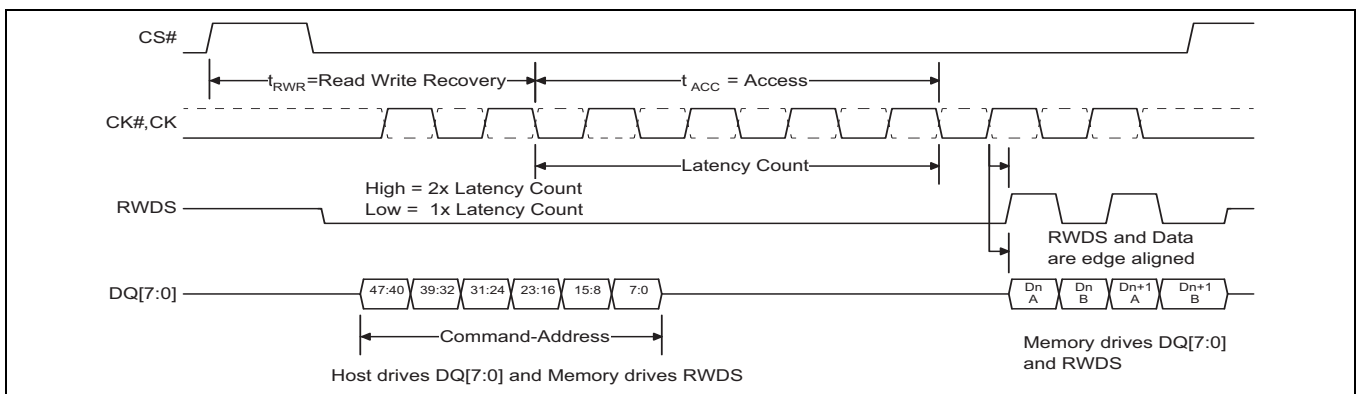 CS#
tRWR=Read Write Recovery
tACC = Access
CK#,CK
Latency Count
High = 2x Latency Count
Low = 1x Latency Count
RWDS
RWDS and Data
are edge aligned
DQ[7:0]
47:40 39:32 31:24 23:16 15:8 7:0
Dn A
Dn B
Dn+1 A
Dn+1 B
Command-Address
Memory drives DQ[7:0]
and RWDS
Host drives DQ[7:0] and Memory drives RWDS